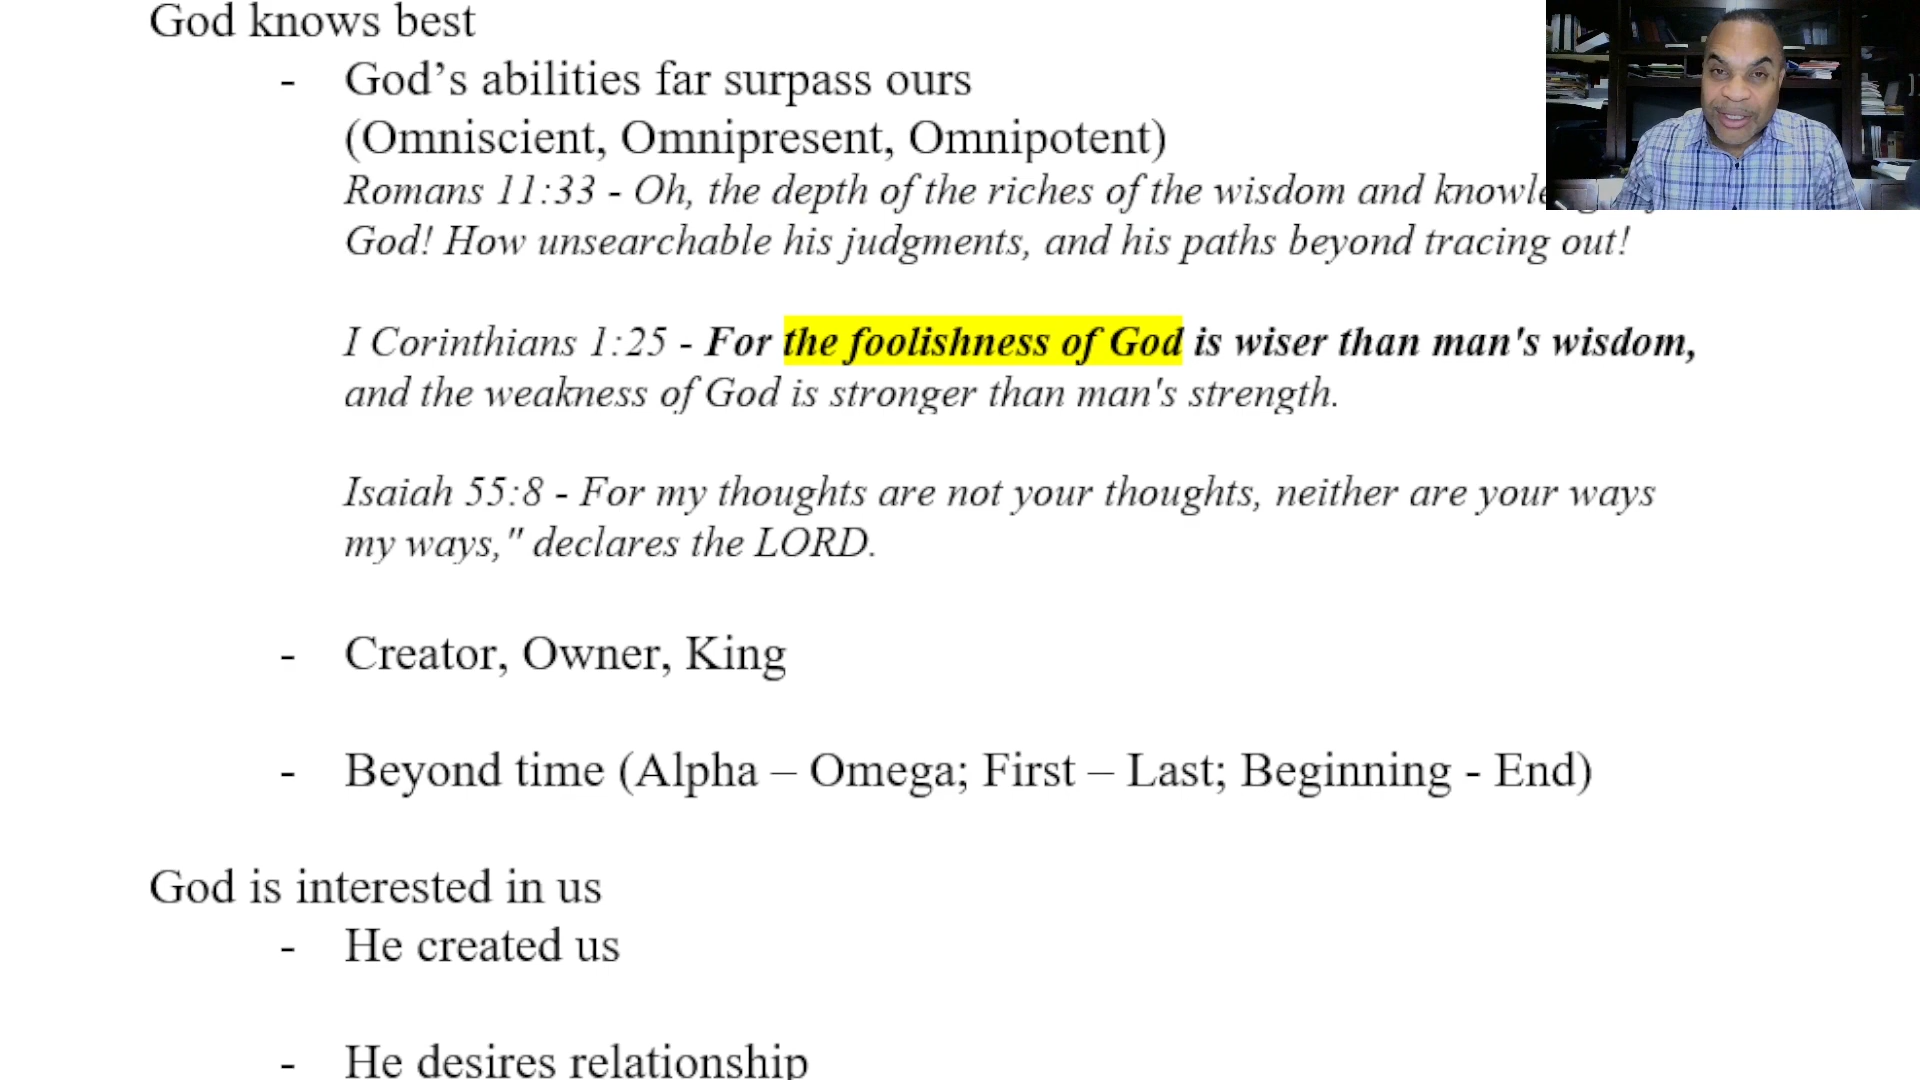 God knows best
- God’s abilities far surpass ours
(Omniscient, Omnipresent, Omnipotent)
Romans 11:33 - Oh, the depth of the riches of the wisdom and
God! How unsearchable his judgments, and his paths beyond tracing out!
I Corinthians 1:25 - For the foolishness of God is wiser than man's wisdom,
and the weakness of God is stronger than man's strength.
Isaiah 55:8 - For my thoughts are not your thoughts, neither are your ways
my ways," declares the LORD.
- Creator, Owner, King
- Beyond time (Alpha – Omega; First – Last; Beginning - End)
God is interested in us
- He created us
- He desires relationship